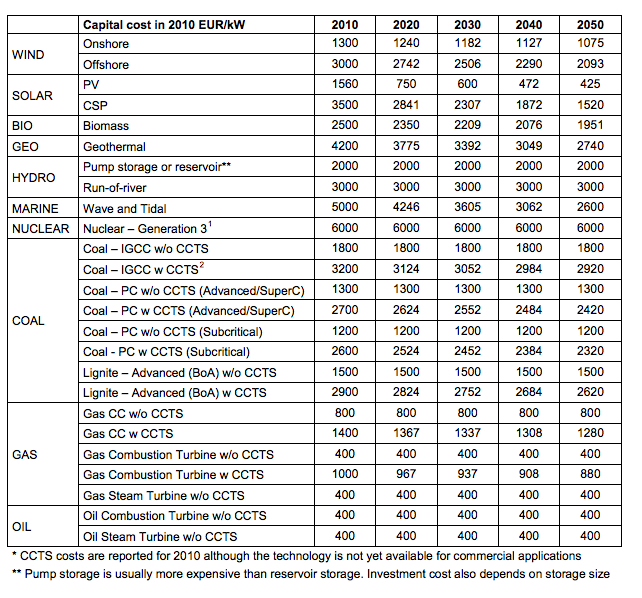 Capital cost in 2010 EUR/kW 2010 2020 2030 2040 2050
WIND
Onshore 1300 1240 1182 1127 1075
Offshore 3000 2742 2506 2290 2093
SOLAR
PV 1560 750 600 472 425
CSP 3500 2841 2307 1872 1520
BIO Biomass 2500 2350 2209 2076 1951
GEO Geothermal 4200 3775 3392 3049 2740
HYDRO
Pump storage or reservoir** 2000 2000 2000 2000 2000
Run-of-river 3000 3000 3000 3000 3000
MARINE Wave and Tidal 5000 4246 3605 3062 2600
NUCLEAR Nuclear – Generation 3¹ 6000 6000 6000 6000 6000
COAL
Coal – IGCC w/o CCTS 1800 1800 1800 1800 1800
Coal – IGCC w CCTS² 3200 3124 3052 2984 2920
Coal – PC w/o CCTS (Advanced/SuperC) 1300 1300 1300 1300 1300
Coal – PC w CCTS (Advanced/SuperC) 2700 2624 2552 2484 2420
Coal – PC w/o CCTS (Subcritical) 1200 1200 1200 1200 1200
Coal - PC w CCTS (Subcritical) 2600 2524 2452 2384 2320
Lignite – Advanced (BoA) w/o CCTS 1500 1500 1500 1500 1500
Lignite – Advanced (BoA) w CCTS 2900 2824 2752 2684 2620
GAS
Gas CC w/o CCTS 800 800 800 800 800
Gas CC w CCTS 1400 1367 1337 1308 1280
Gas Combustion Turbine w/o CCTS 400 400 400 400 400
Gas Combustion Turbine w CCTS 1000 967 937 908 880
Gas Steam Turbine w/o CCTS 400 400 400 400 400
OIL
Oil Combustion Turbine w/o CCTS 400 400 400 400 400
Oil Steam Turbine w/o CCTS 400 400 400 400 400
* CCTS costs are reported for 2010 although the technology is not yet available for commercial applications
** Pump storage is usually more expensive than reservoir storage. Investment cost also depends on storage size